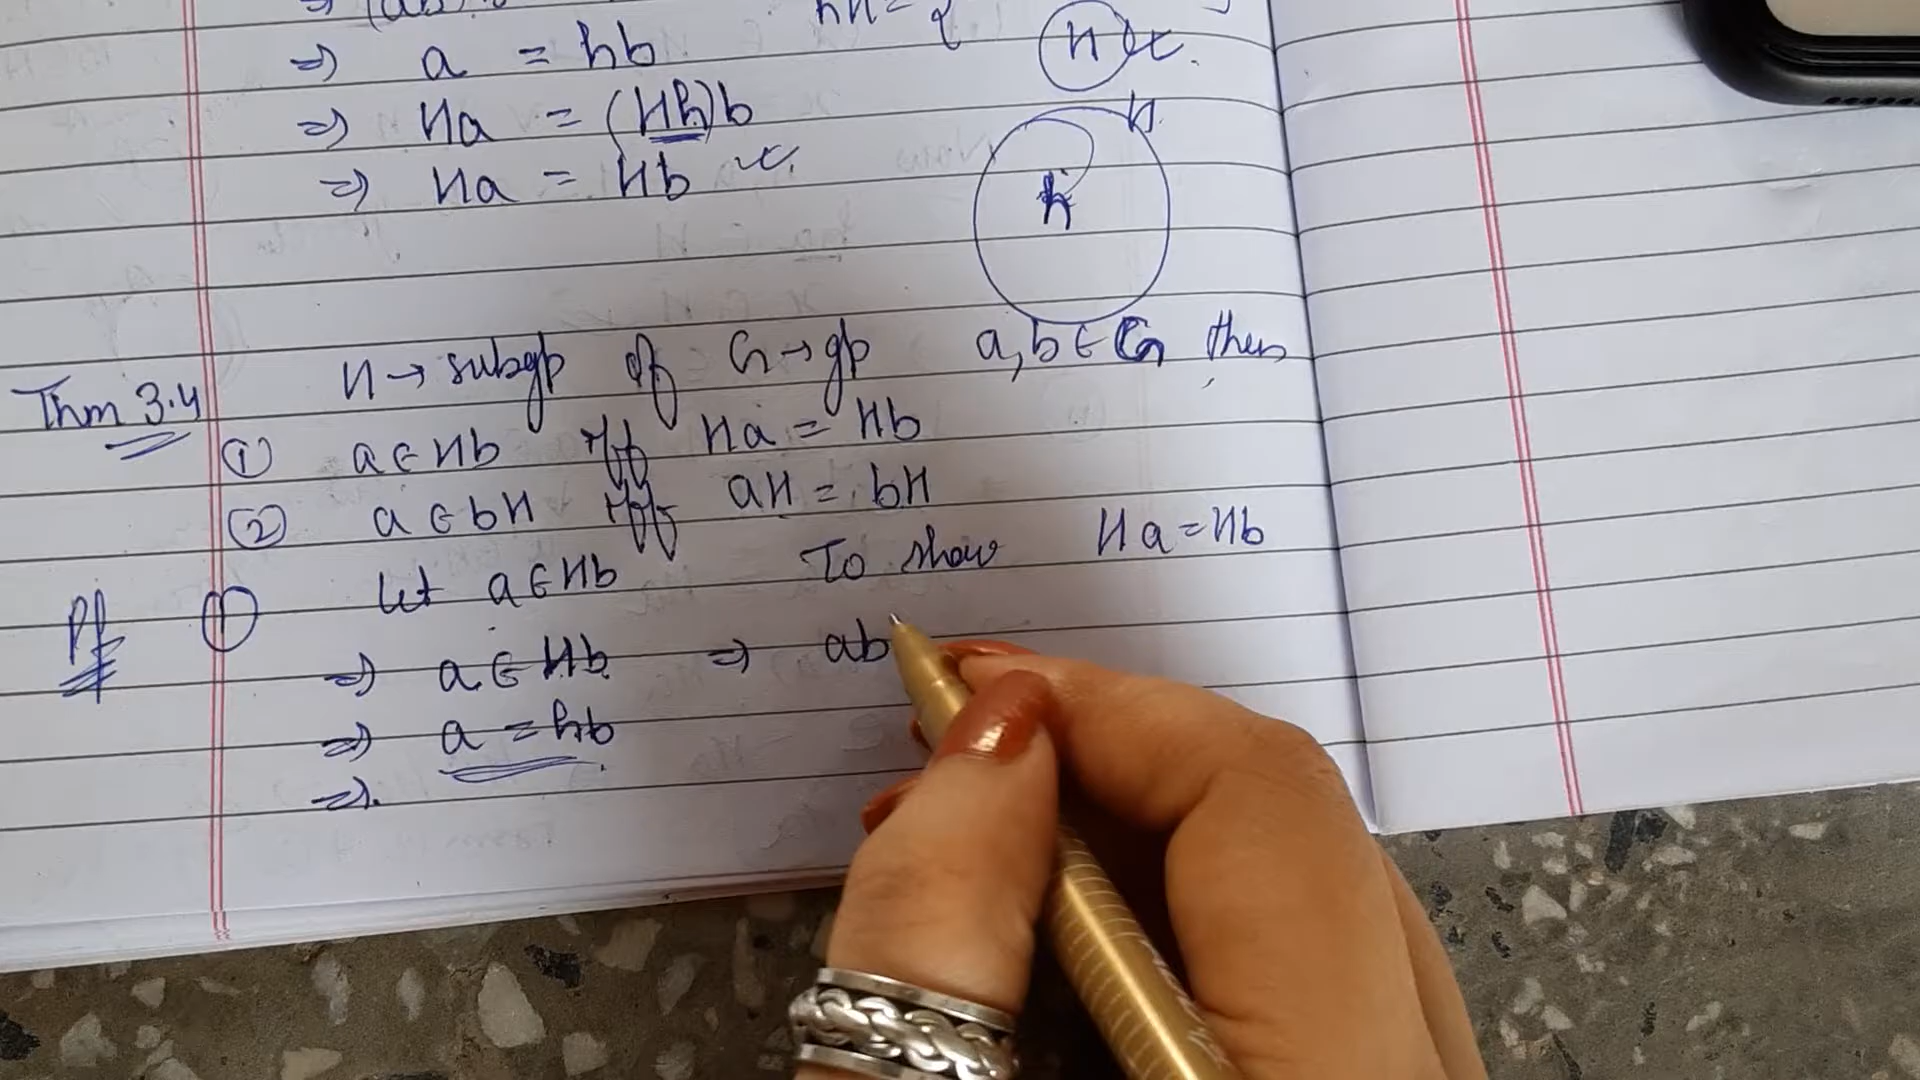 ⇒ a = hb
H
⇒ Ha = (Hh)b
H
⇒ Ha = Hb
h
Thm 3.4 H → subgp of G → gp a, b ∈ G then
① a ∈ Hb iff Ha = Hb
② a ∈ bH iff aH = bH
Pf ① Let a ∈ Hb To show Ha = Hb
⇒ a ∈ Hb ⇒ ab
⇒ a = hb
⇒